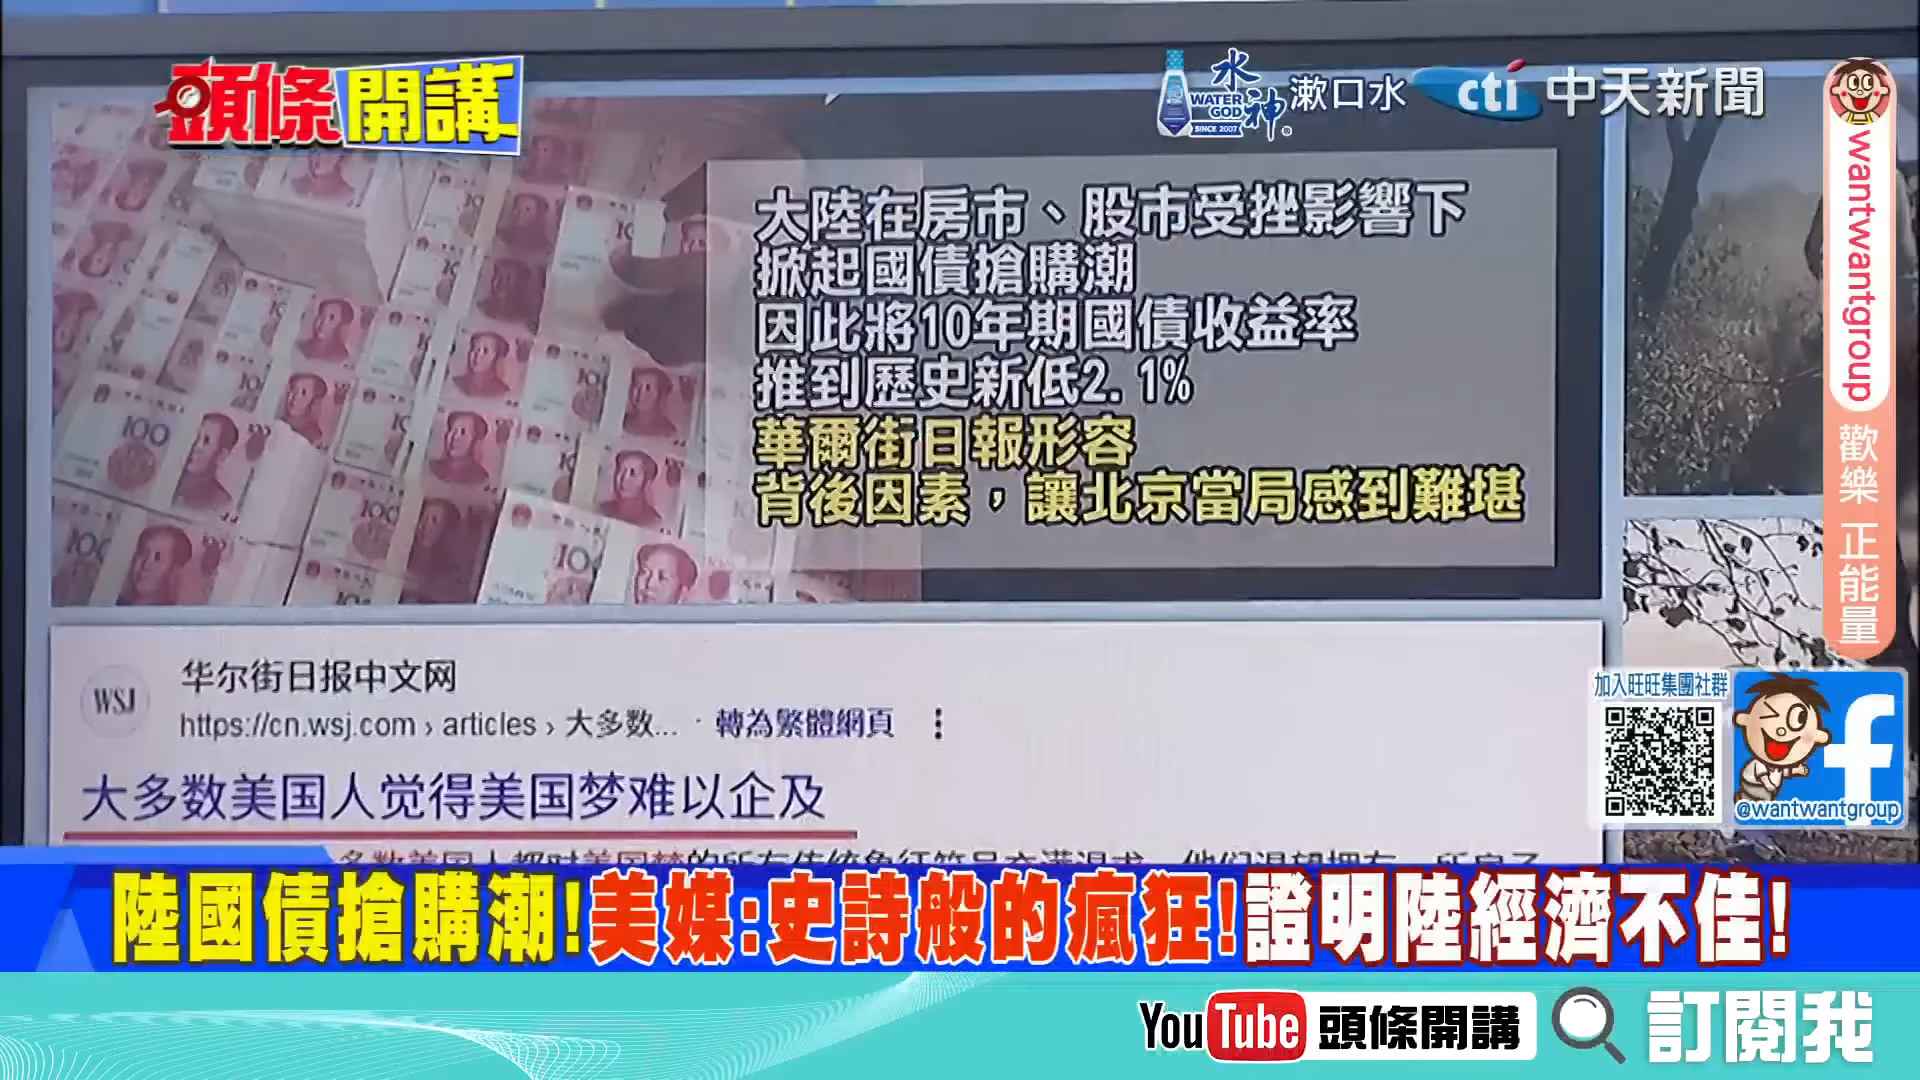 頭條開講
水神
WATER GOD
SINCE 2007
漱口水
cti 中天新聞
wantwantgroup 歡樂 正能量
大陸在房市、股市受挫影響下
掀起國債搶購潮
因此將10年期國債收益率
推到歷史新低2.1%
華爾街日報形容
背後因素，讓北京當局感到難堪
WSJ
华尔街日报中文网
https://cn.wsj.com › articles › 大多数... · 轉為繁體網頁
大多数美国人觉得美国梦难以企及
加入旺旺集團社群
@wantwantgroup
陸國債搶購潮!美媒:史詩般的瘋狂!證明陸經濟不佳!
YouTube 頭條開講 訂閱我